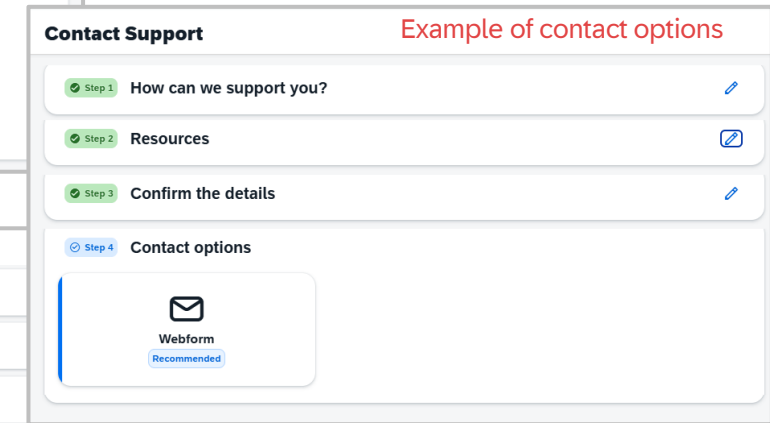 Contact Support
Example of contact options
Step 1 How can we support you?
Step 2 Resources
Step 3 Confirm the details
Step 4 Contact options
Webform
Recommended